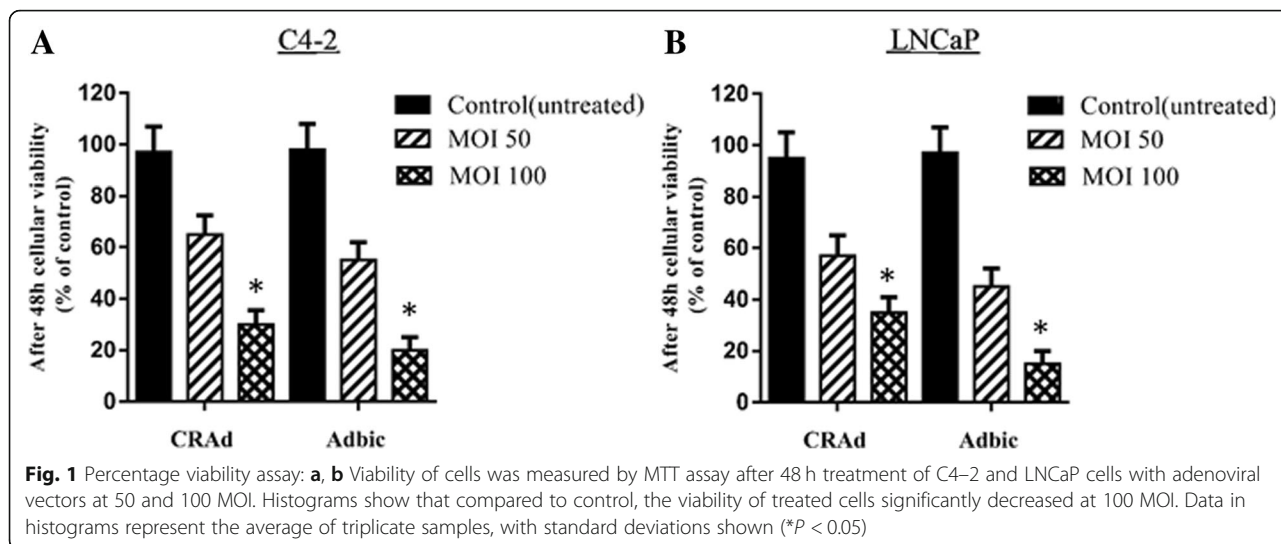 A
C4-2
After 48h cellular viability
(% of control)
120
100
80
60
40
20
0
Control(untreated)
MOI 50
MOI 100
*
*
CRAd
Adbic
B
LNCaP
After 48h cellular viability
(% of control)
120
100
80
60
40
20
0
Control(untreated)
MOI 50
MOI 100
*
*
CRAd
Adbic
Fig. 1 Percentage viability assay: a, b Viability of cells was measured by MTT assay after 48 h treatment of C4–2 and LNCaP cells with adenoviral
vectors at 50 and 100 MOI. Histograms show that compared to control, the viability of treated cells significantly decreased at 100 MOI. Data in
histograms represent the average of triplicate samples, with standard deviations shown (*P < 0.05)